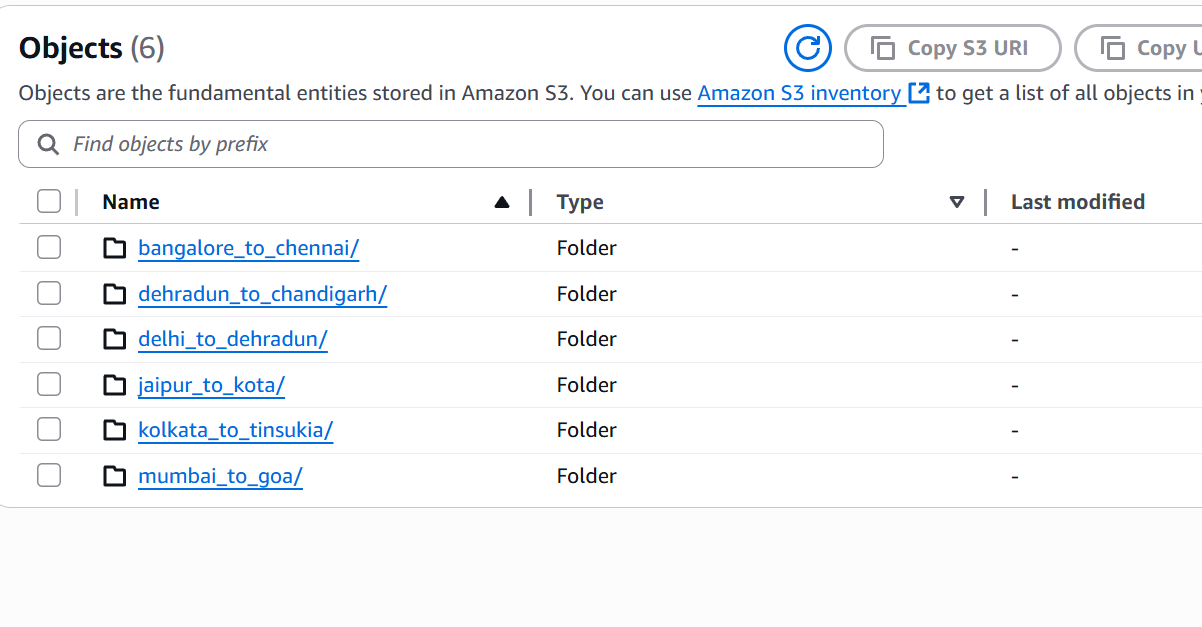 Objects (6)
Copy S3 URI
Copy U
Objects are the fundamental entities stored in Amazon S3. You can use Amazon S3 inventory to get a list of all objects in
Find objects by prefix
Name Type Last modified
bangalore_to_chennai/ Folder -
dehradun_to_chandigarh/ Folder -
delhi_to_dehradun/ Folder -
jaipur_to_kota/ Folder -
kolkata_to_tinsukia/ Folder -
mumbai_to_goa/ Folder -